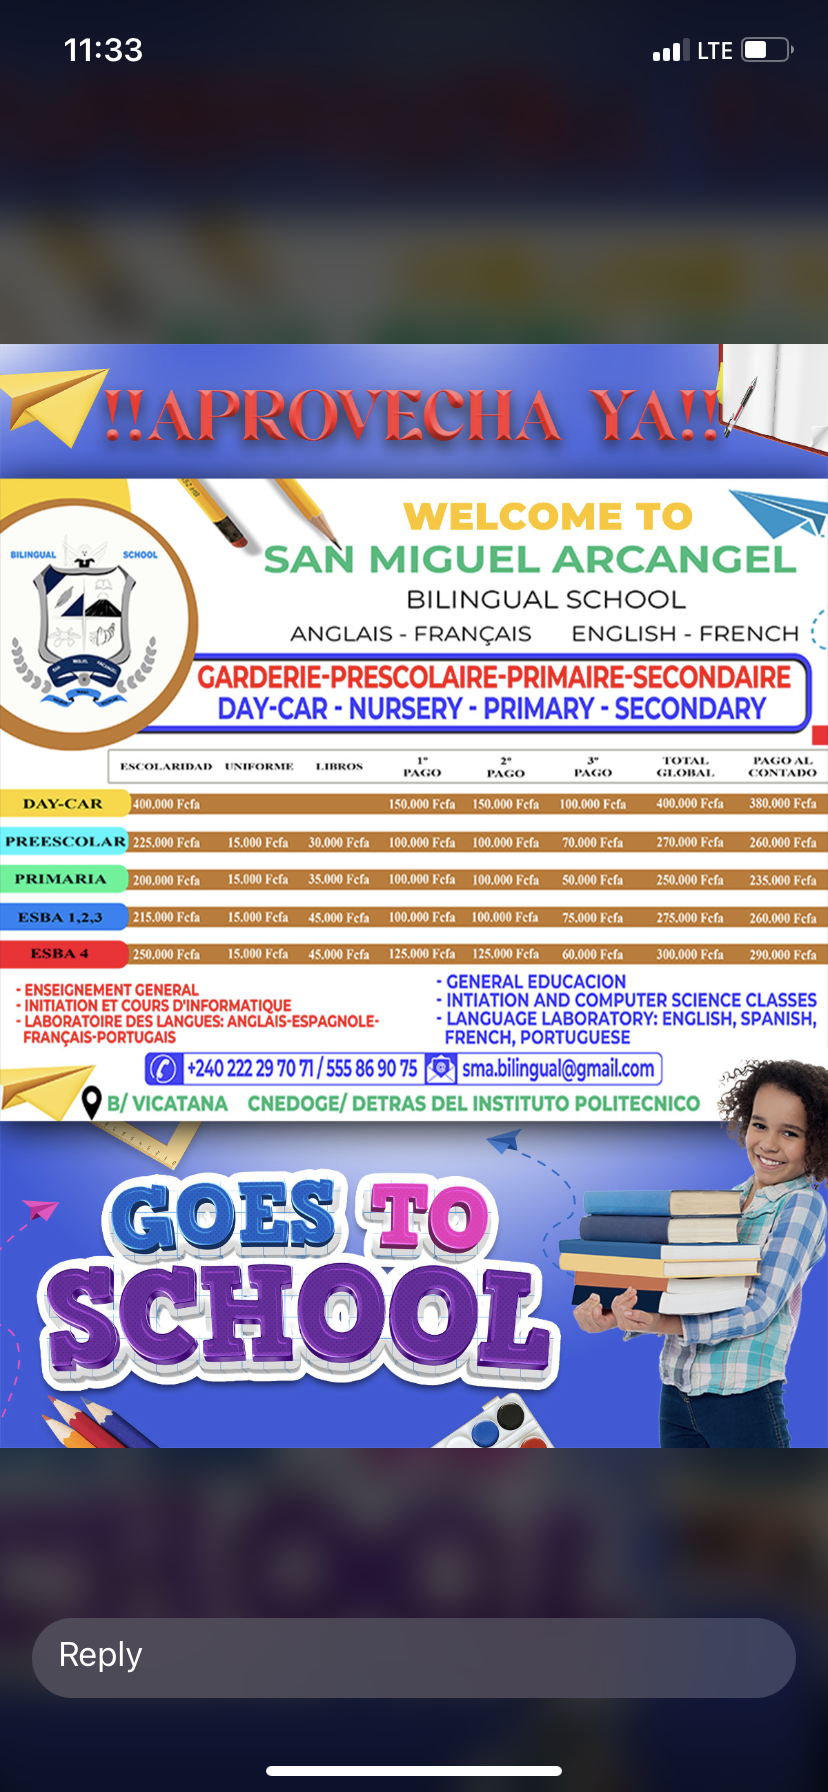 11:33
LTE
!!APROVECHA YA!!
WELCOME TO
SAN MIGUEL ARCANGEL
BILINGUAL SCHOOL
BILINGUAL SCHOOL
ANGLAIS - FRANÇAIS ENGLISH - FRENCH
GARDERIE-PRESCOLAIRE-PRIMAIRE-SECONDAIRE
DAY-CAR - NURSERY - PRIMARY - SECONDARY
ESCOLARIDAD UNIFORME LIBROS 1º PAGO 2º PAGO 3º PAGO TOTAL GLOBAL PAGO AL CONTADO
DAY-CAR 400.000 Fcfa 150.000 Fcfa 150.000 Fcfa 100.000 Fcfa 400.000 Fcfa 380.000 Fcfa
PREESCOLAR 225.000 Fcfa 15.000 Fcfa 30.000 Fcfa 100.000 Fcfa 100.000 Fcfa 70.000 Fcfa 270.000 Fcfa 260.000 Fcfa
PRIMARIA 200.000 Fcfa 15.000 Fcfa 35.000 Fcfa 100.000 Fcfa 100.000 Fcfa 50.000 Fcfa 250.000 Fcfa 235.000 Fcfa
ESBA 1,2,3 215.000 Fcfa 15.000 Fcfa 45,000 Fcfa 100.000 Fcfa 100.000 Fcfa 75.000 Fcfa 275.000 Fcfa 260.000 Fcfa
ESBA 4 250.000 Fcfa 15.000 Fcfa 45.000 Fcfa 125.000 Fcfa 125.000 Fcfa 60.000 Fcfa 300.000 Fcfa 290.000 Fcfa
- ENSEIGNEMENT GENERAL
- INITIATION ET COURS D'INFORMATIQUE
- LABORATOIRE DES LANGUES: ANGLAIS-ESPAGNOLE-
FRANÇAIS-PORTUGAIS
- GENERAL EDUCACION
- INTIATION AND COMPUTER SCIENCE CLASSES
- LANGUAGE LABORATORY: ENGLISH, SPANISH,
FRENCH, PORTUGUESE
+240 222 29 70 71 / 555 86 90 75 sma.bilingual@gmail.com
B/ VICATANA CNEDOGE/ DETRAS DEL INSTITUTO POLITECNICO
GOES TO
SCHOOL
Reply